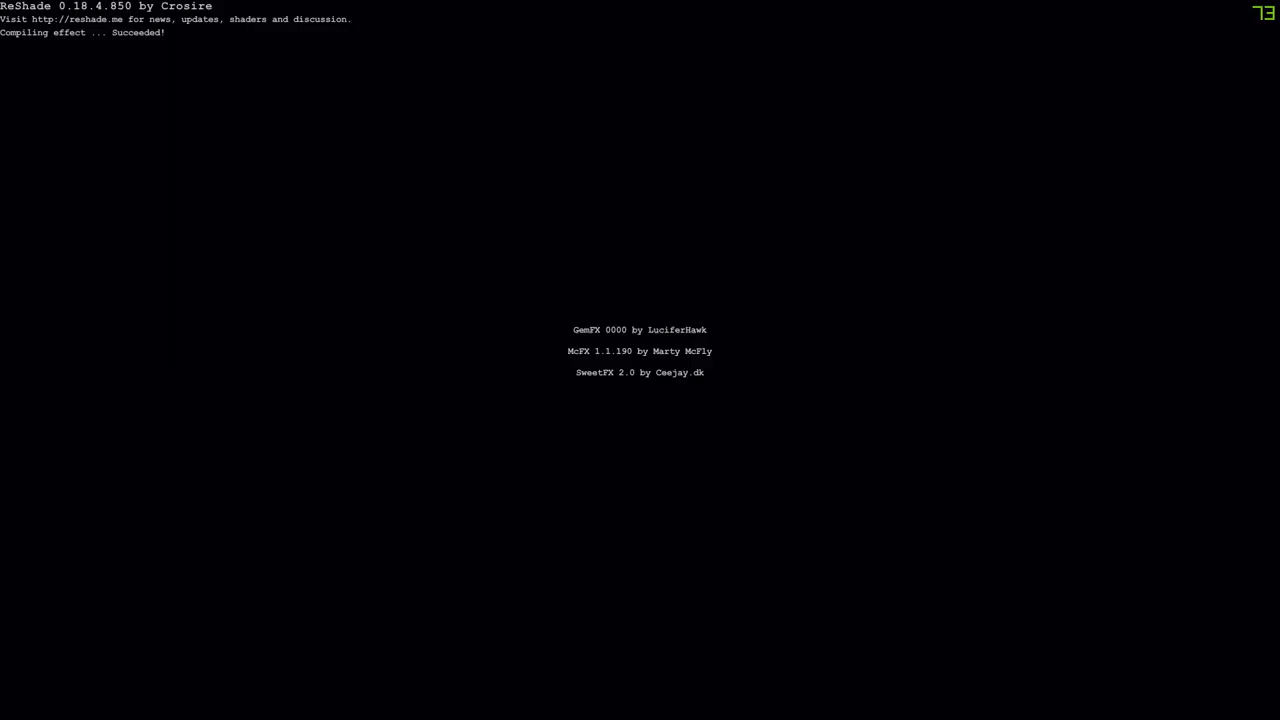 ReShade 0.18.4.850 by Crosire
73
Visit http://reshade.me for news, updates, shaders and discussion.
Compiling effect ... Succeeded!
GemFX 0000 by LuciferHawk
McFX 1.1.190 by Marty McFly
SweetFX 2.0 by Ceejay.dk